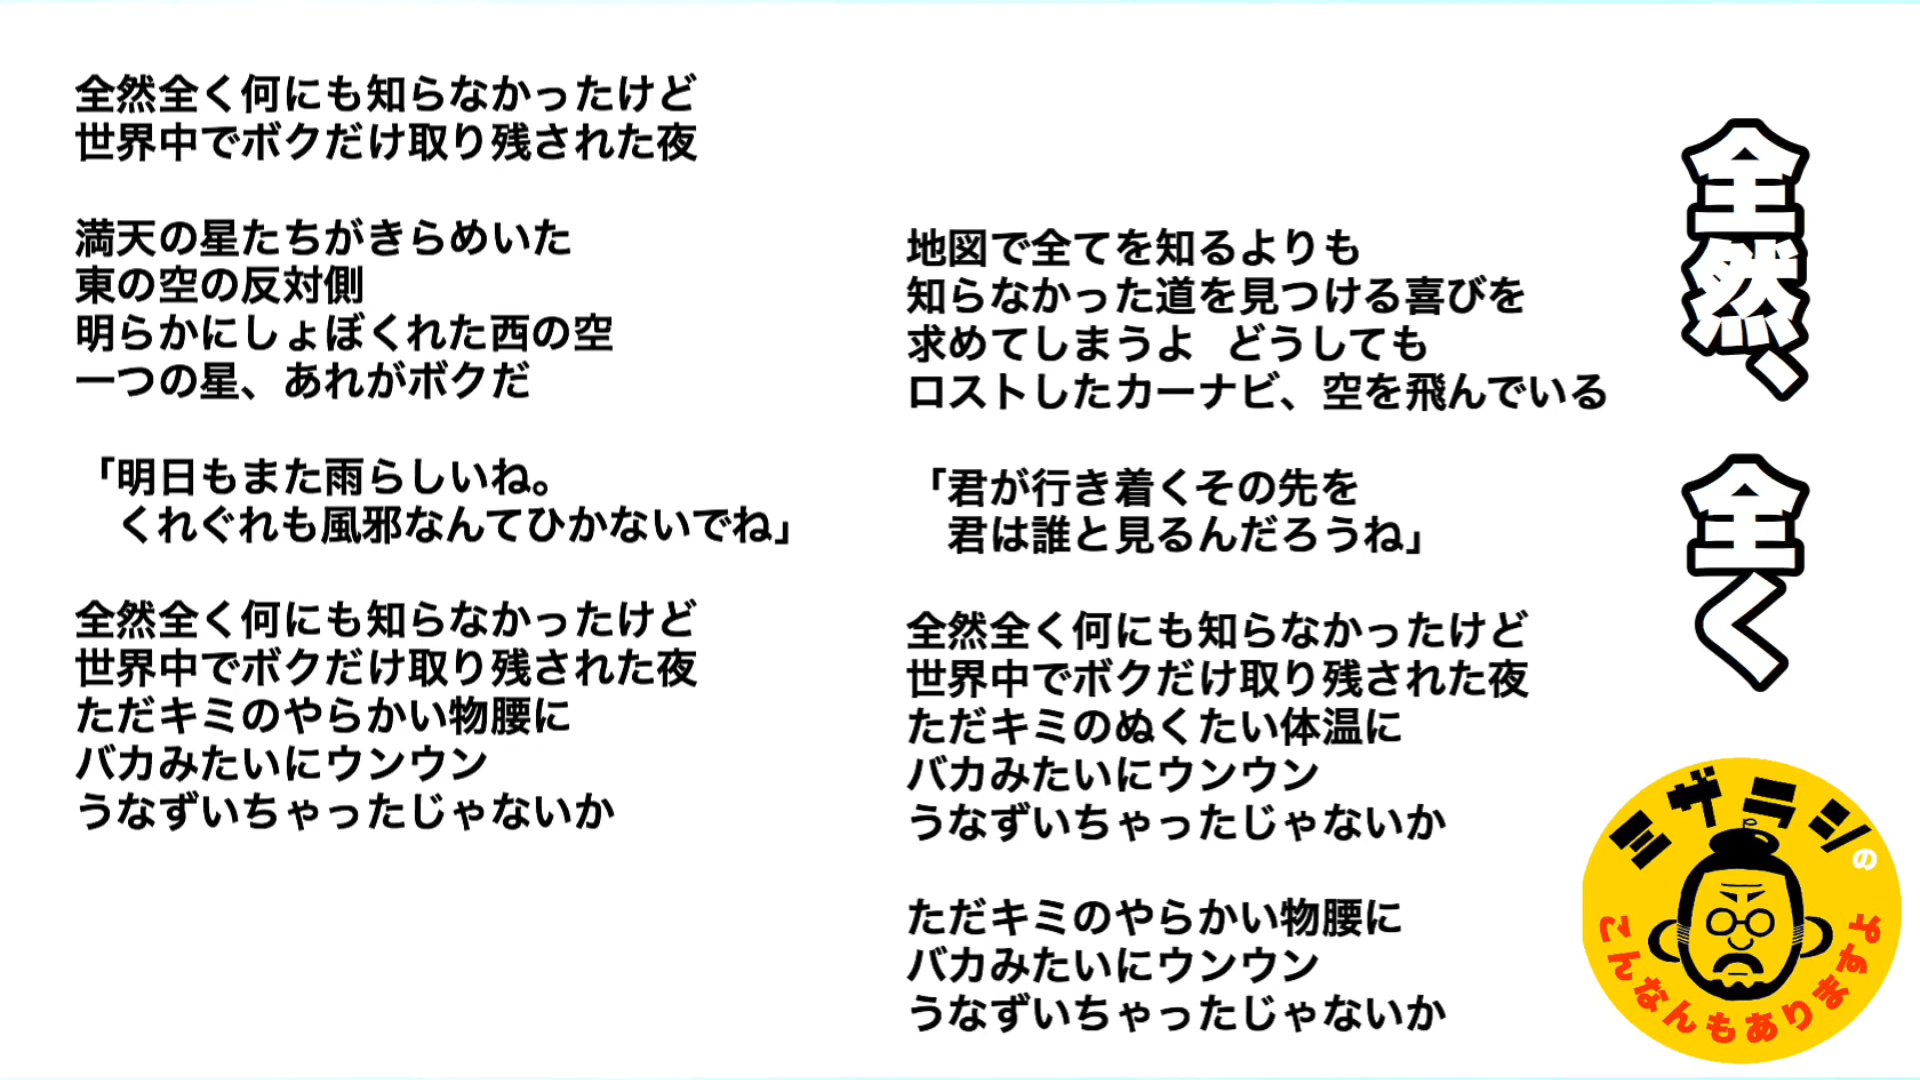 全然、全く
全然全く何にも知らなかったけど
世界中でボクだけ取り残された夜
満天の星たちがきらめいた
東の空の反対側
明らかにしょぼくれた西の空
一つの星、あれがボクだ
「明日もまた雨らしいね。
くれぐれも風邪なんてひかないでね」
全然全く何にも知らなかったけど
世界中でボクだけ取り残された夜
ただキミのやらかい物腰に
バカみたいにウンウン
うなずいちゃったじゃないか
地図で全てを知るよりも
知らなかった道を見つける喜びを
求めてしまうよ どうしても
ロストしたカーナビ、空を飛んでいる
「君が行き着くその先を
君は誰と見るんだろうね」
全然全く何にも知らなかったけど
世界中でボクだけ取り残された夜
ただキミのぬくたい体温に
バカみたいにウンウン
うなずいちゃったじゃないか
ただキミのやらかい物腰に
バカみたいにウンウン
うなずいちゃったじゃないか
ミザラシの
こんなんもありますよ